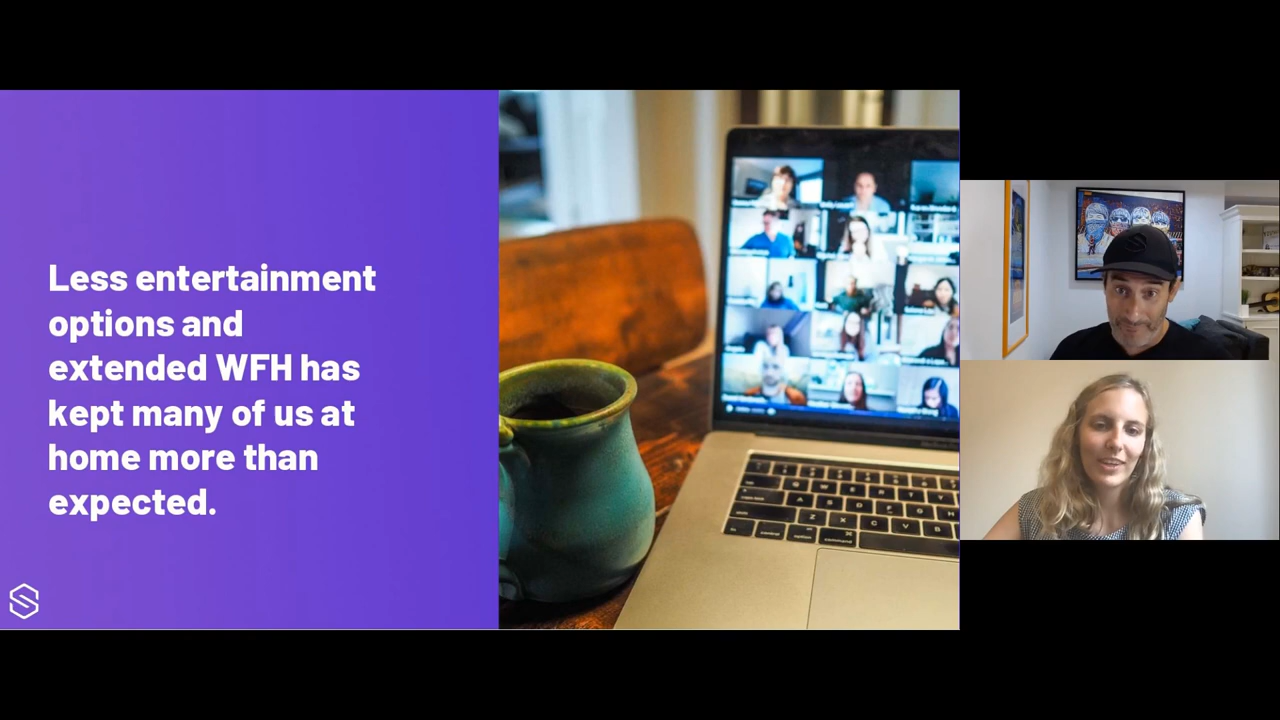 Less entertainment
options and
extended WFH has
kept many of us at
home more than
expected.